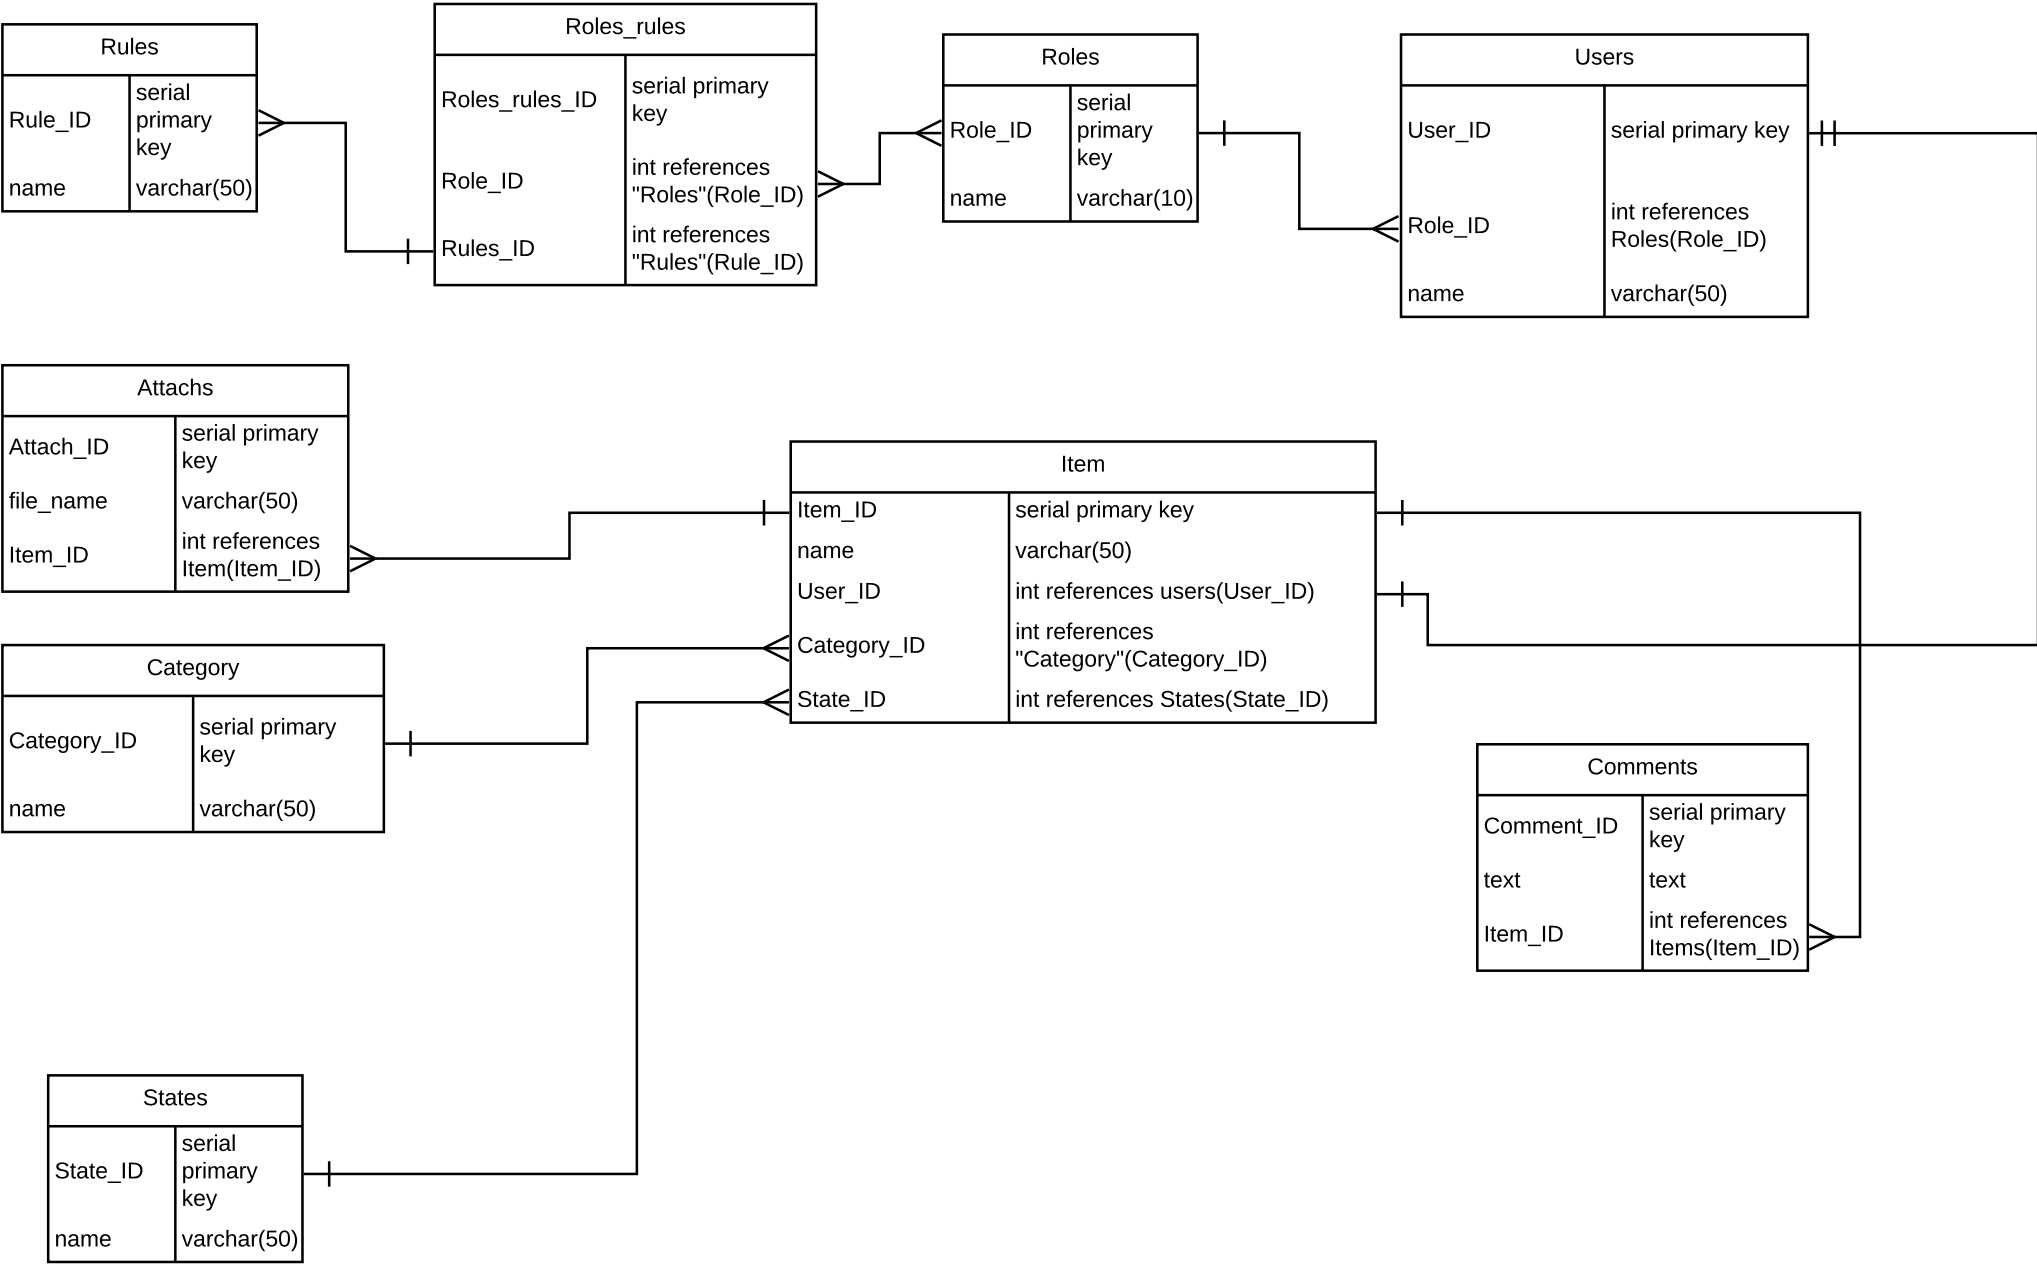 Rules
Rule_ID
serial
primary
key
name
varchar(50)
Roles_rules
Roles_rules_ID
serial primary
key
Role_ID
int references
"Roles"(Role_ID)
Rules_ID
int references
"Rules"(Rule_ID)
Roles
Role_ID
serial
primary
key
name
varchar(10)
Users
User_ID
serial primary key
Role_ID
int references
Roles(Role_ID)
name
varchar(50)
Attachs
Attach_ID
serial primary
key
file_name
varchar(50)
Item_ID
int references
Item(Item_ID)
Item
Item_ID
serial primary key
name
varchar(50)
User_ID
int references users(User_ID)
Category_ID
int references
"Category"(Category_ID)
State_ID
int references States(State_ID)
Category
Category_ID
serial primary
key
name
varchar(50)
Comments
Comment_ID
serial primary
key
text
text
Item_ID
int references
Items(Item_ID)
States
State_ID
serial
primary
key
name
varchar(50)